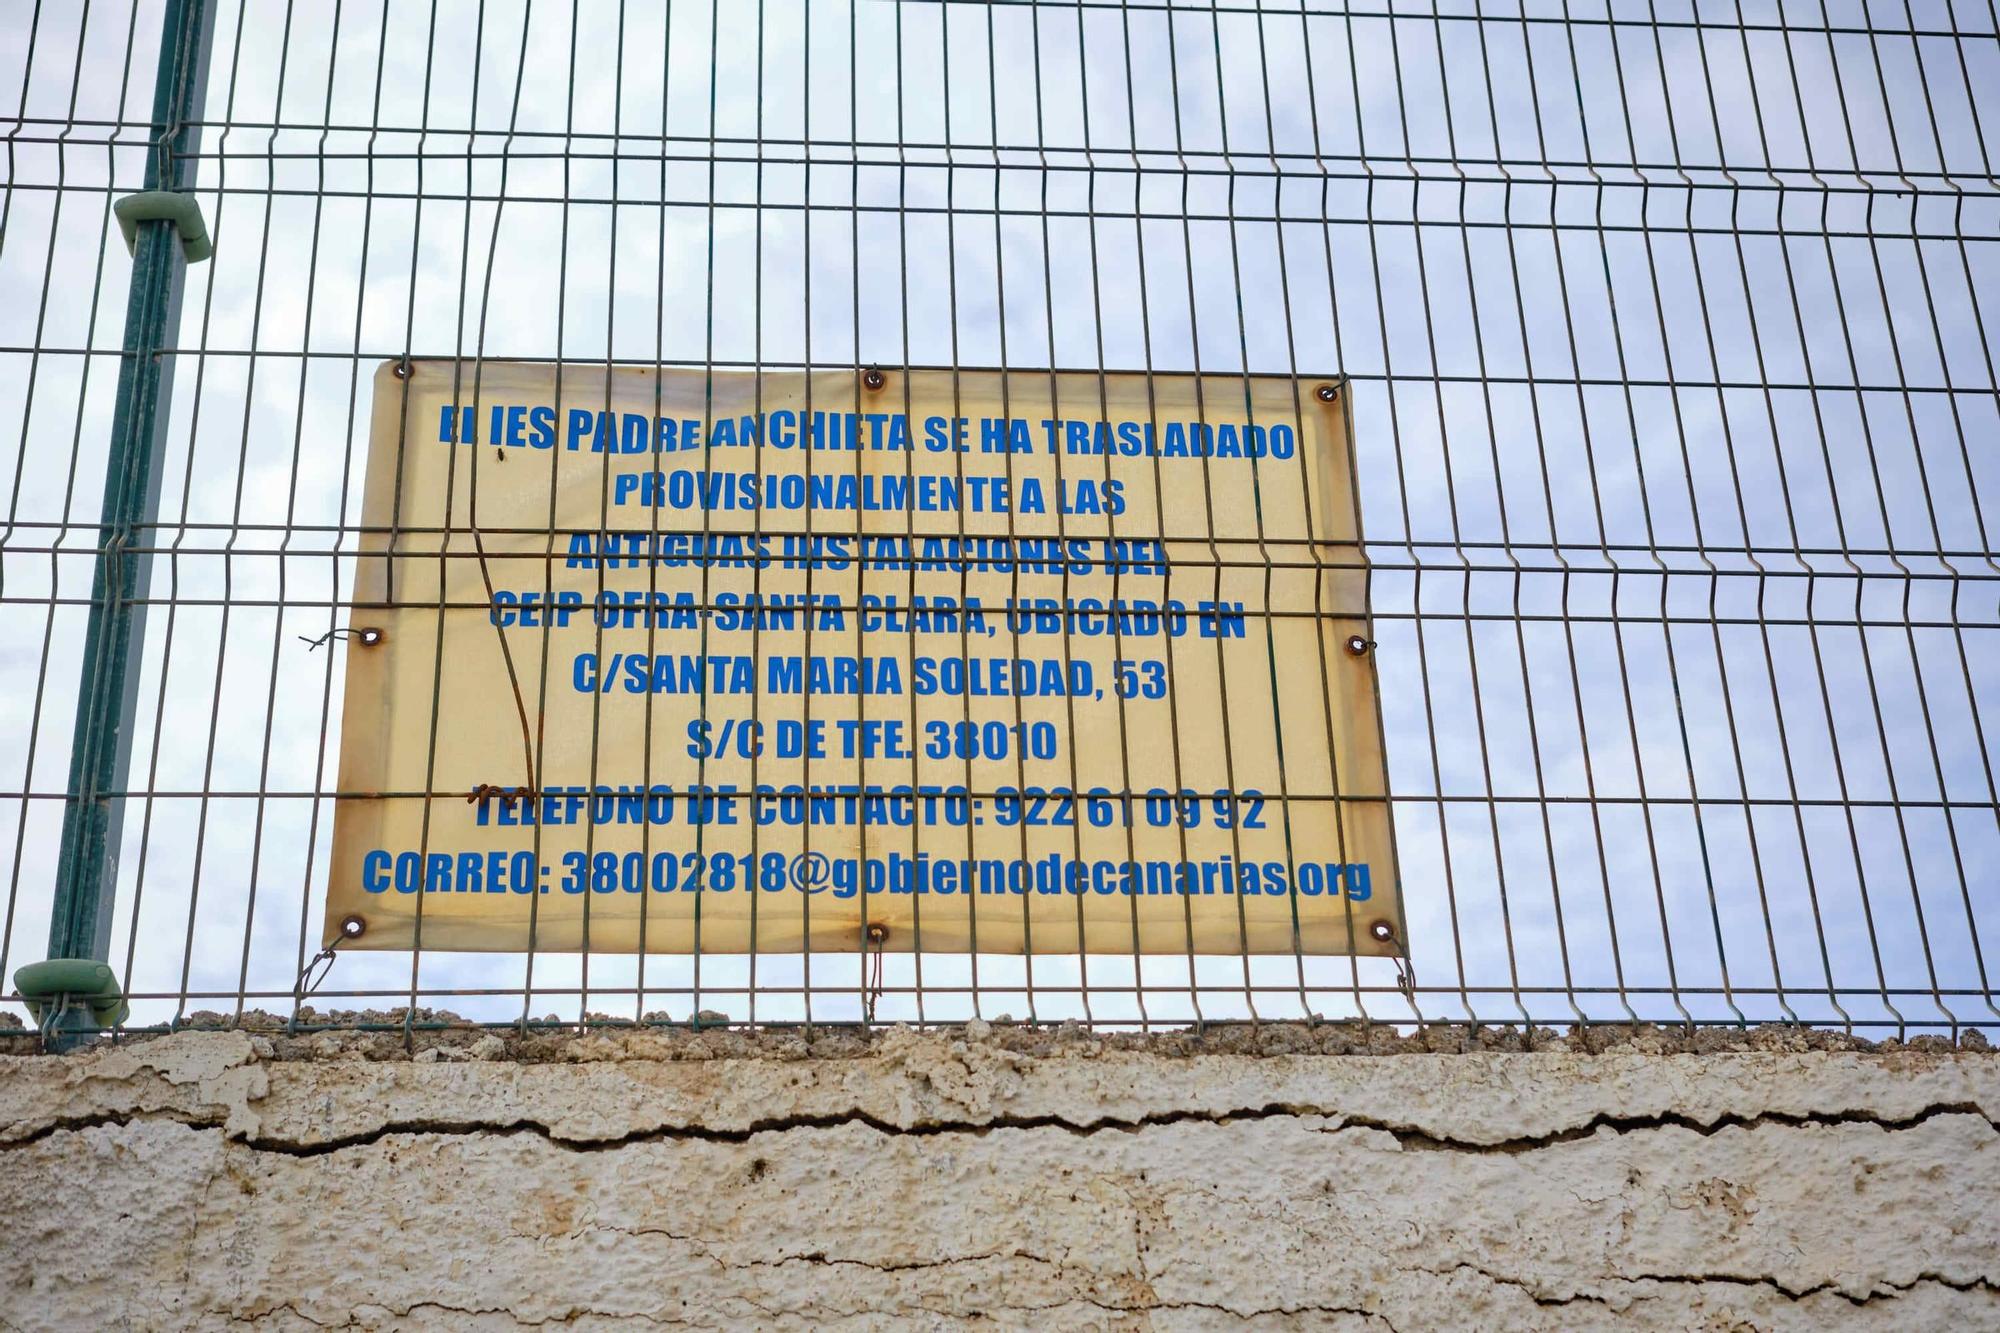 EL IES PADRE ANCHIETA SE HA TRASLADADO
PROVISIONALMENTE A LAS
ANTIGUAS INSTALACIONES DEL
CEIP OFRA-SANTA CLARA, UBICADO EN
C/SANTA MARIA SOLEDAD, 53
S/C DE TFE. 38010
TELEFONO DE CONTACTO: 922 61 09 92
CORREO: 38002818@gobiernodecanarias.org